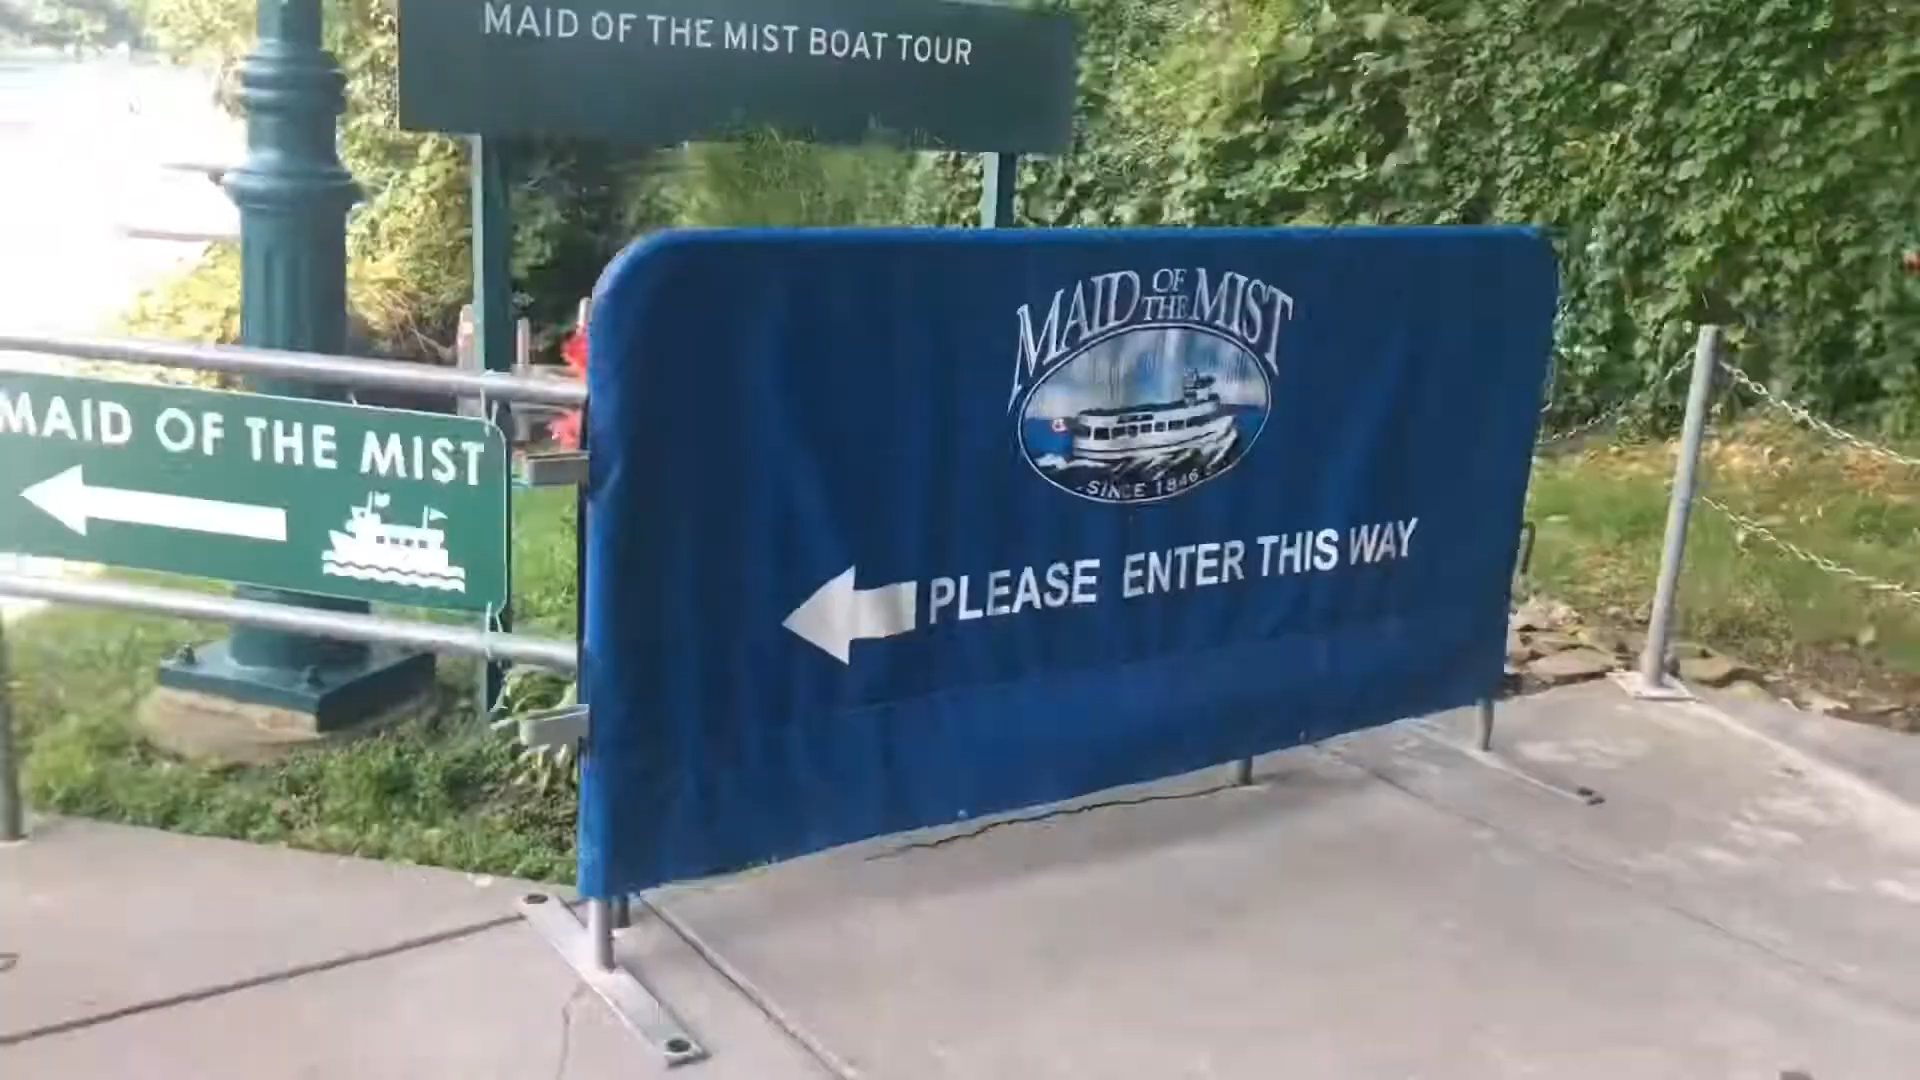 MAID OF THE MIST BOAT TOUR
MAID OF THE MIST
MAID OF THE MIST
SINCE 1846
PLEASE ENTER THIS WAY